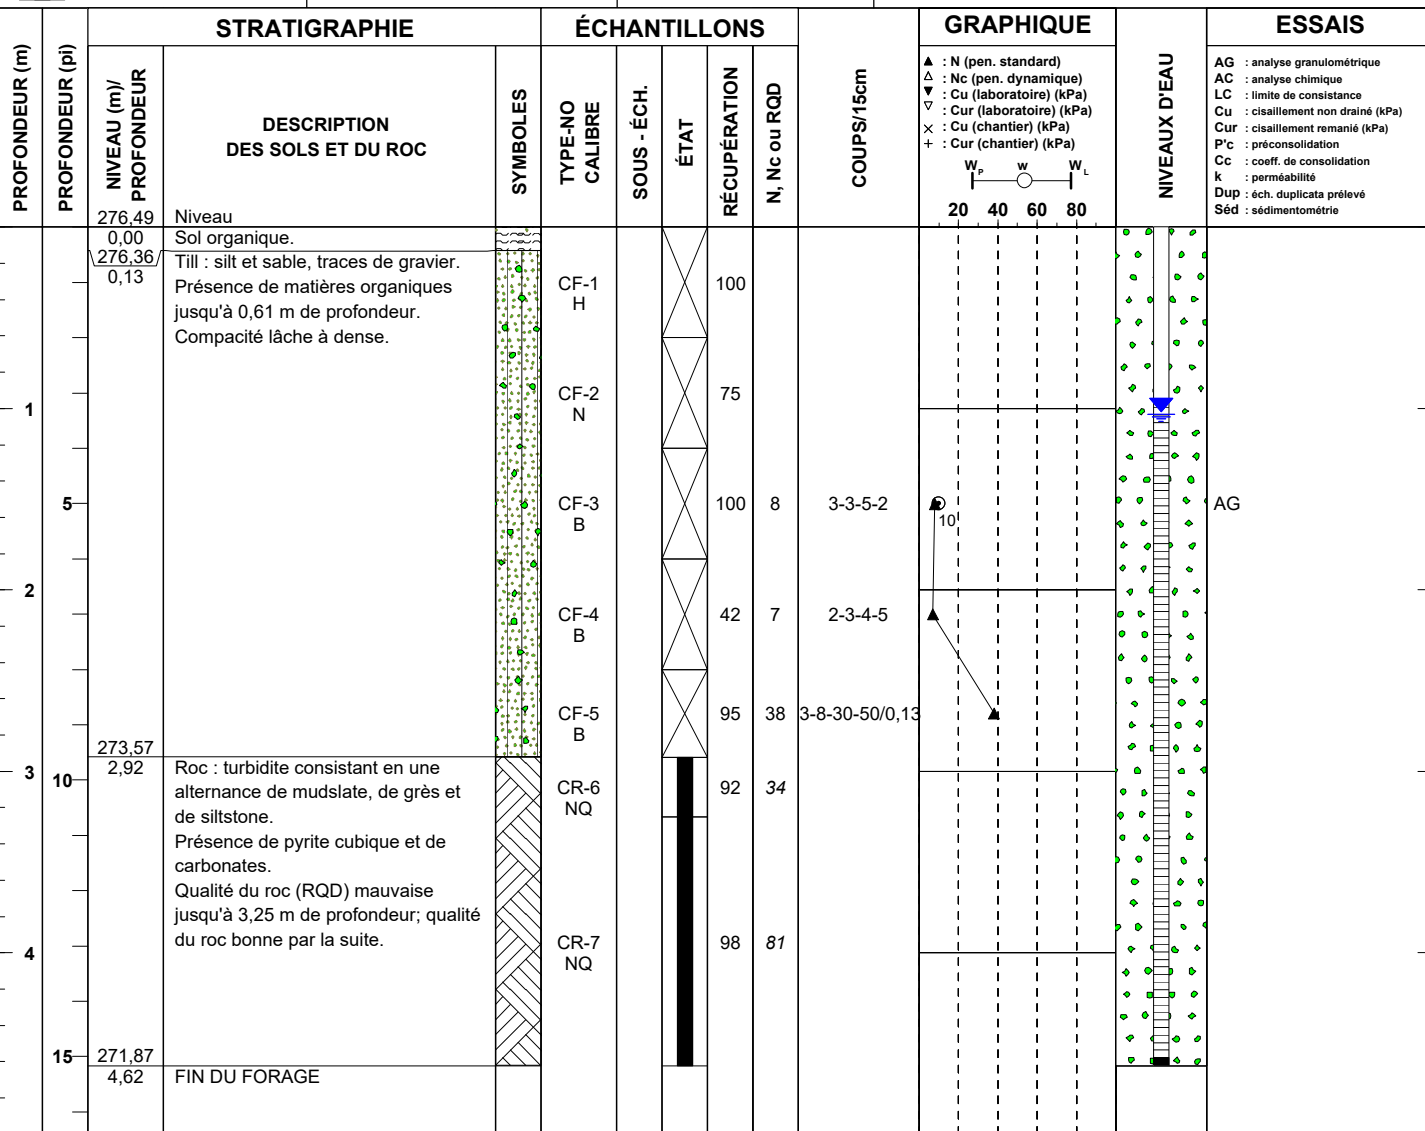 STRATIGRAPHIE
ÉCHANTILLONS
GRAPHIQUE
ESSAIS
PROFONDEUR (m)
PROFONDEUR (pi)
NIVEAU (m)/
PROFONDEUR
DESCRIPTION
DES SOLS ET DU ROC
SYMBOLES
TYPE-NO
CALIBRE
SOUS - ÉCH.
ÉTAT
RÉCUPÉRATION
N, Nc ou RQD
COUPS/15cm
: N (pen. standard)
: Nc (pen. dynamique)
: Cu (laboratoire) (kPa)
: Cur (laboratoire) (kPa)
: Cu (chantier) (kPa)
: Cur (chantier) (kPa)
WP w WL
20 40 60 80
NIVEAUX D'EAU
AG : analyse granulométrique
AC : analyse chimique
LC : limite de consistance
Cu : cisaillement non drainé (kPa)
Cur : cisaillement remanié (kPa)
P'c : préconsolidation
Cc : coeff. de consolidation
k : perméabilité
Dup : éch. duplicata prélevé
Séd : sédimentométrie
276,49 Niveau
0,00 Sol organique.
276,36 Till : silt et sable, traces de gravier.
0,13 Présence de matières organiques
jusqu'à 0,61 m de profondeur.
Compacité lâche à dense.
CF-1
H
100
CF-2
N
75
1
5
CF-3
B
100 8 3-3-5-2
10
AG
2
CF-4
B
42 7 2-3-4-5
CF-5
B
95 38 3-8-30-50/0,13
273,57
2,92 Roc : turbidite consistant en une
alternance de mudslate, de grès et
de siltstone.
Présence de pyrite cubique et de
carbonates.
Qualité du roc (RQD) mauvaise
jusqu'à 3,25 m de profondeur; qualité
du roc bonne par la suite.
3
10
CR-6
NQ
92 34
4
CR-7
NQ
98 81
15
271,87
4,62 FIN DU FORAGE